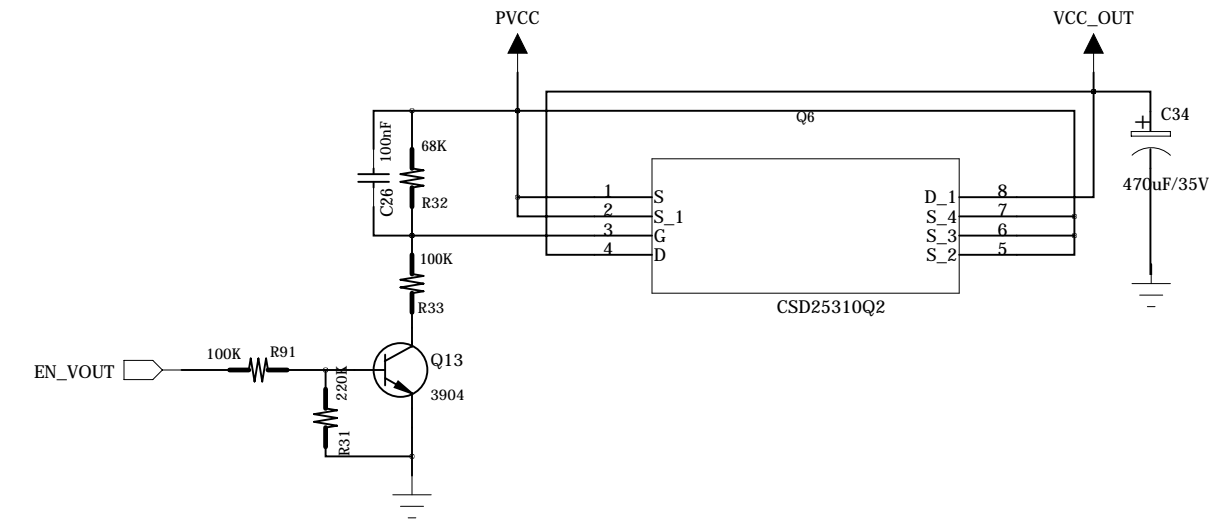 PVCC
VCC_OUT
100nF
C26
68K
R32
Q6
C34
470uF/35V
1
2
3
4
S
S_1
G
D
D_1
S_4
S_3
S_2
8
7
6
5
CSD25310Q2
100K
R33
EN_VOUT
100K
R91
220K
R31
Q13
3904
+